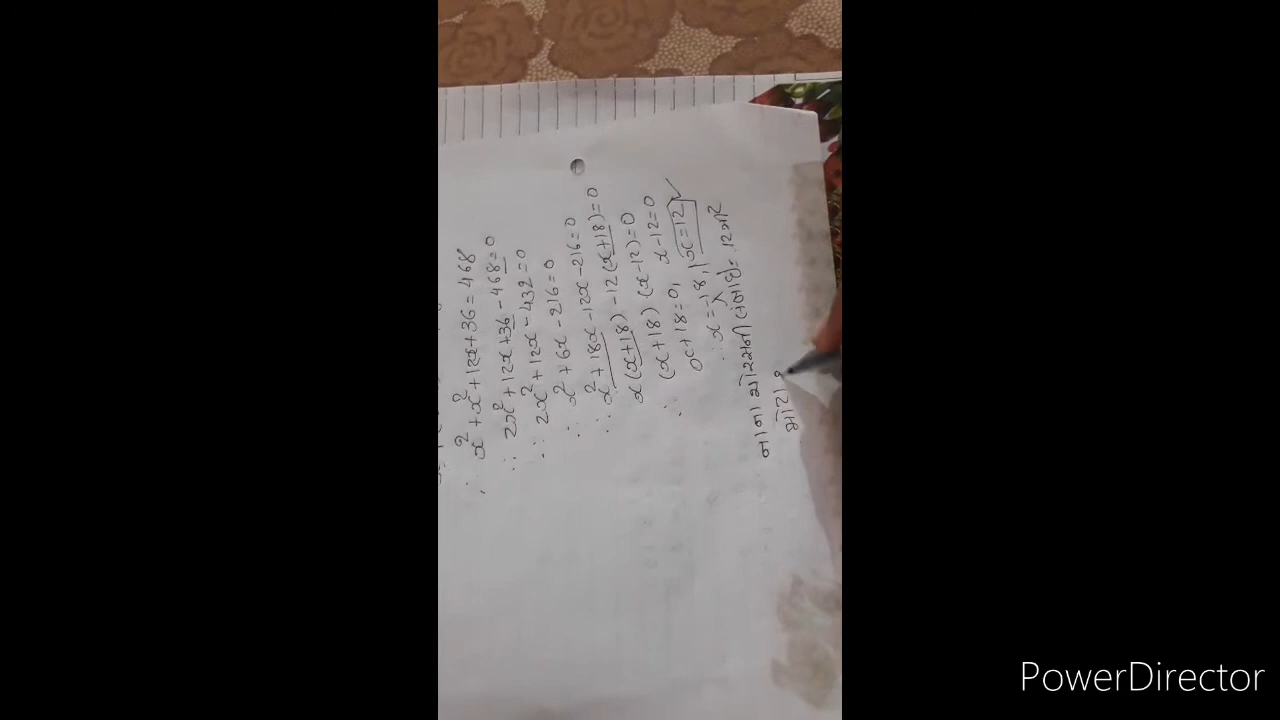 ∴ x² + x² + 12x + 36 = 468
∴ 2x² + 12x + 36 - 468 = 0
∴ 2x² + 12x - 432 = 0
∴ x² + 6x - 216 = 0
∴ x² + 18x - 12x - 216 = 0
x(x+18) - 12(x+18) = 0
∴ (x+18) (x-12) = 0
x + 18 = 0, x - 12 = 0
∴ x = -18, x = 12 ✓
નાના ચોરસની લંબાઈ = 12 મી
મોટા
PowerDirector